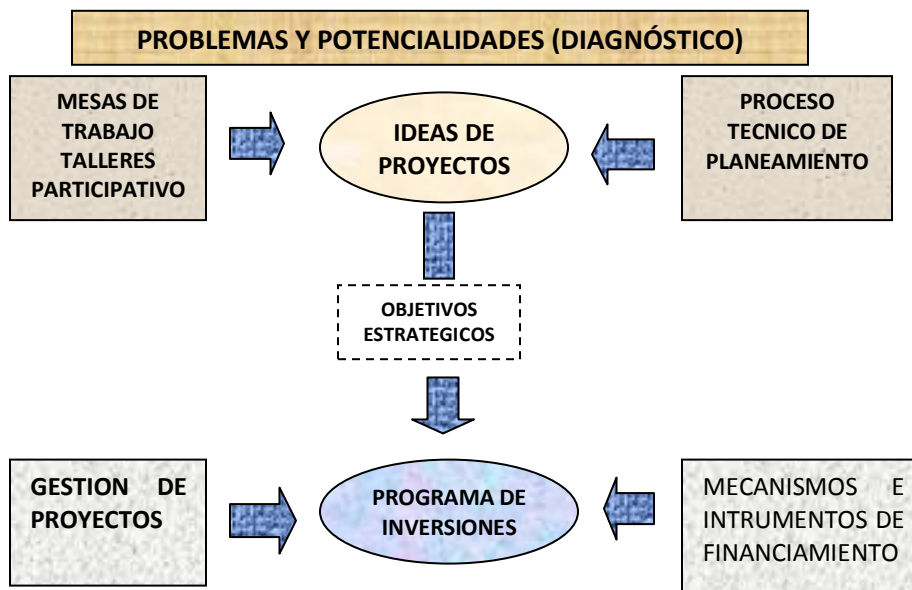 PROBLEMAS Y POTENCIALIDADES (DIAGNÓSTICO)
MESAS DE
TRABAJO
TALLERES
PARTICIPATIVO
IDEAS DE
PROYECTOS
PROCESO
TECNICO DE
PLANEAMIENTO
OBJETIVOS
ESTRATEGICOS
GESTION DE
PROYECTOS
PROGRAMA DE
INVERSIONES
MECANISMOS E
INTRUMENTOS DE
FINANCIAMIENTO